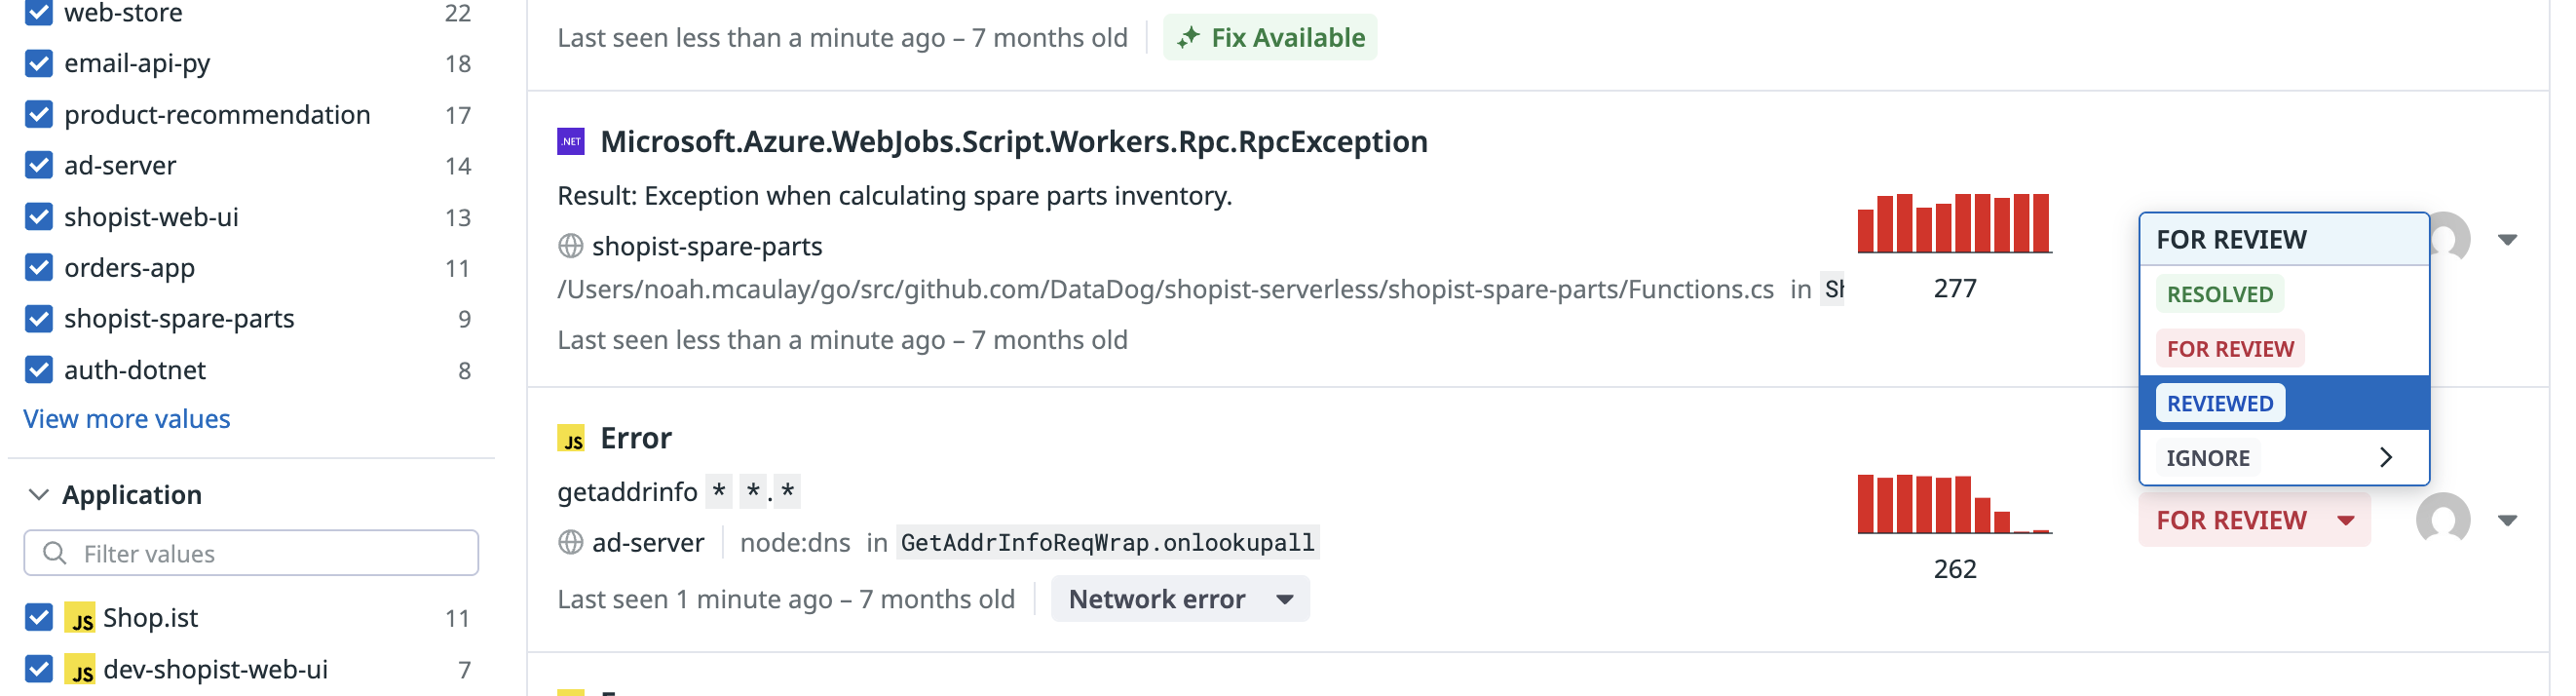 web-store 22
email-api-py 18
product-recommendation 17
ad-server 14
shopist-web-ui 13
orders-app 11
shopist-spare-parts 9
auth-dotnet 8
View more values
Application
Filter values
JS Shop.ist 11
JS dev-shopist-web-ui 7
Last seen less than a minute ago – 7 months old Fix Available
.NET Microsoft.Azure.WebJobs.Script.Workers.Rpc.RpcException
Result: Exception when calculating spare parts inventory.
shopist-spare-parts
/Users/noah.mcaulay/go/src/github.com/DataDog/shopist-serverless/shopist-spare-parts/Functions.cs in
Last seen less than a minute ago – 7 months old
277
FOR REVIEW
RESOLVED
FOR REVIEW
REVIEWED
IGNORE
JS Error
getaddrinfo * *.*
ad-server node:dns in GetAddrInfoReqWrap.onlookupall
Last seen 1 minute ago – 7 months old Network error
262
FOR REVIEW